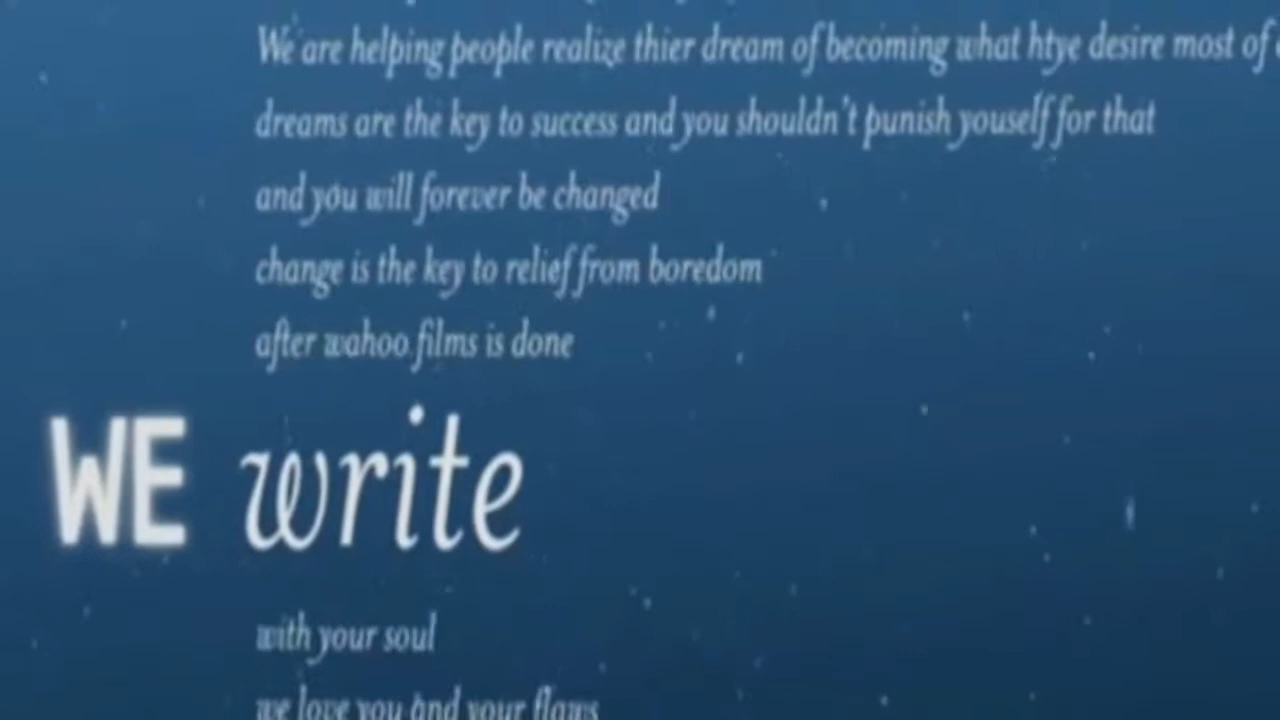 We are helping people realize thier dream of becoming what htye desire most of
dreams are the key to success and you shouldn't punish youself for that
and you will forever be changed
change is the key to relief from boredom
after wahoo films is done
WE write
with your soul
we love you and your flaws